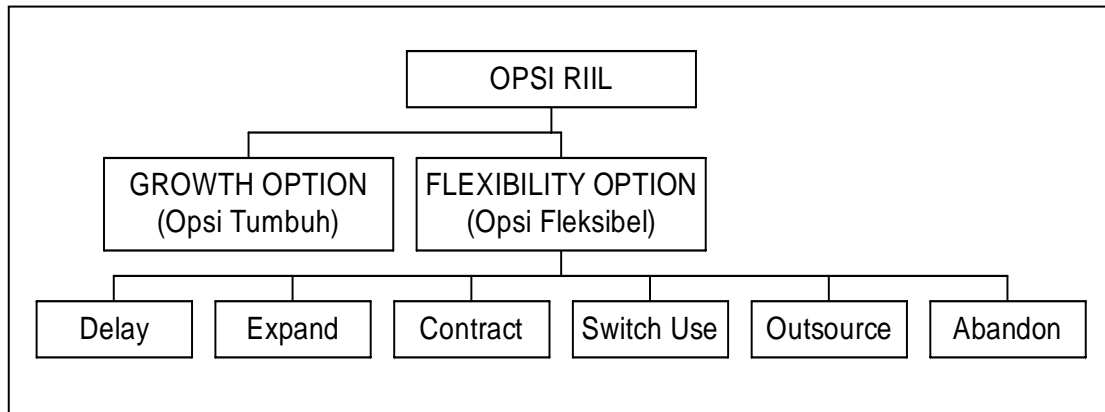 OPSI RIIL
GROWTH OPTION
(Opsi Tumbuh)
FLEXIBILITY OPTION
(Opsi Fleksibel)
Delay
Expand
Contract
Switch Use
Outsource
Abandon